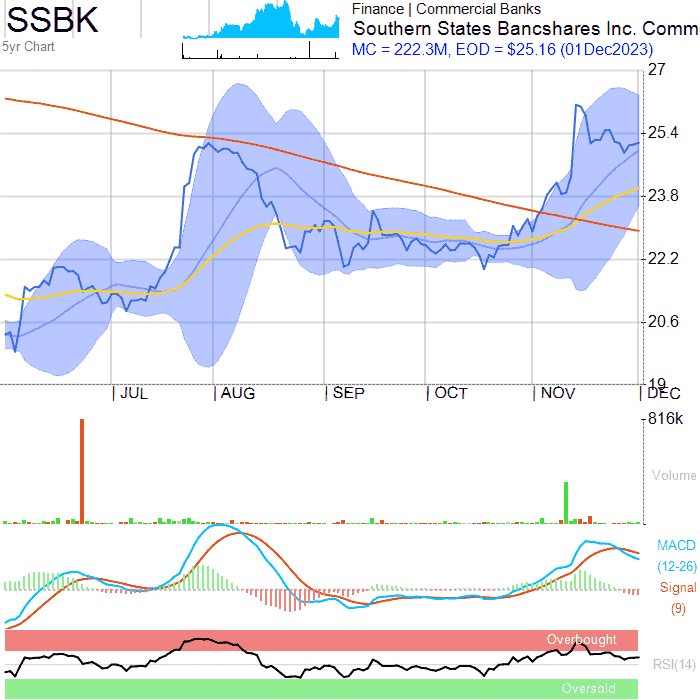 SSBK
5yr Chart
Finance | Commercial Banks
Southern States Bancshares Inc. Comm
MC = 222.3M, EOD = $25.16 (01Dec2023)
27
25.4
23.8
22.2
20.6
19
JUL AUG SEP OCT NOV DEC
816k
Volume
MACD
(12-26)
Signal
(9)
Overbought
RSI(14)
Oversold